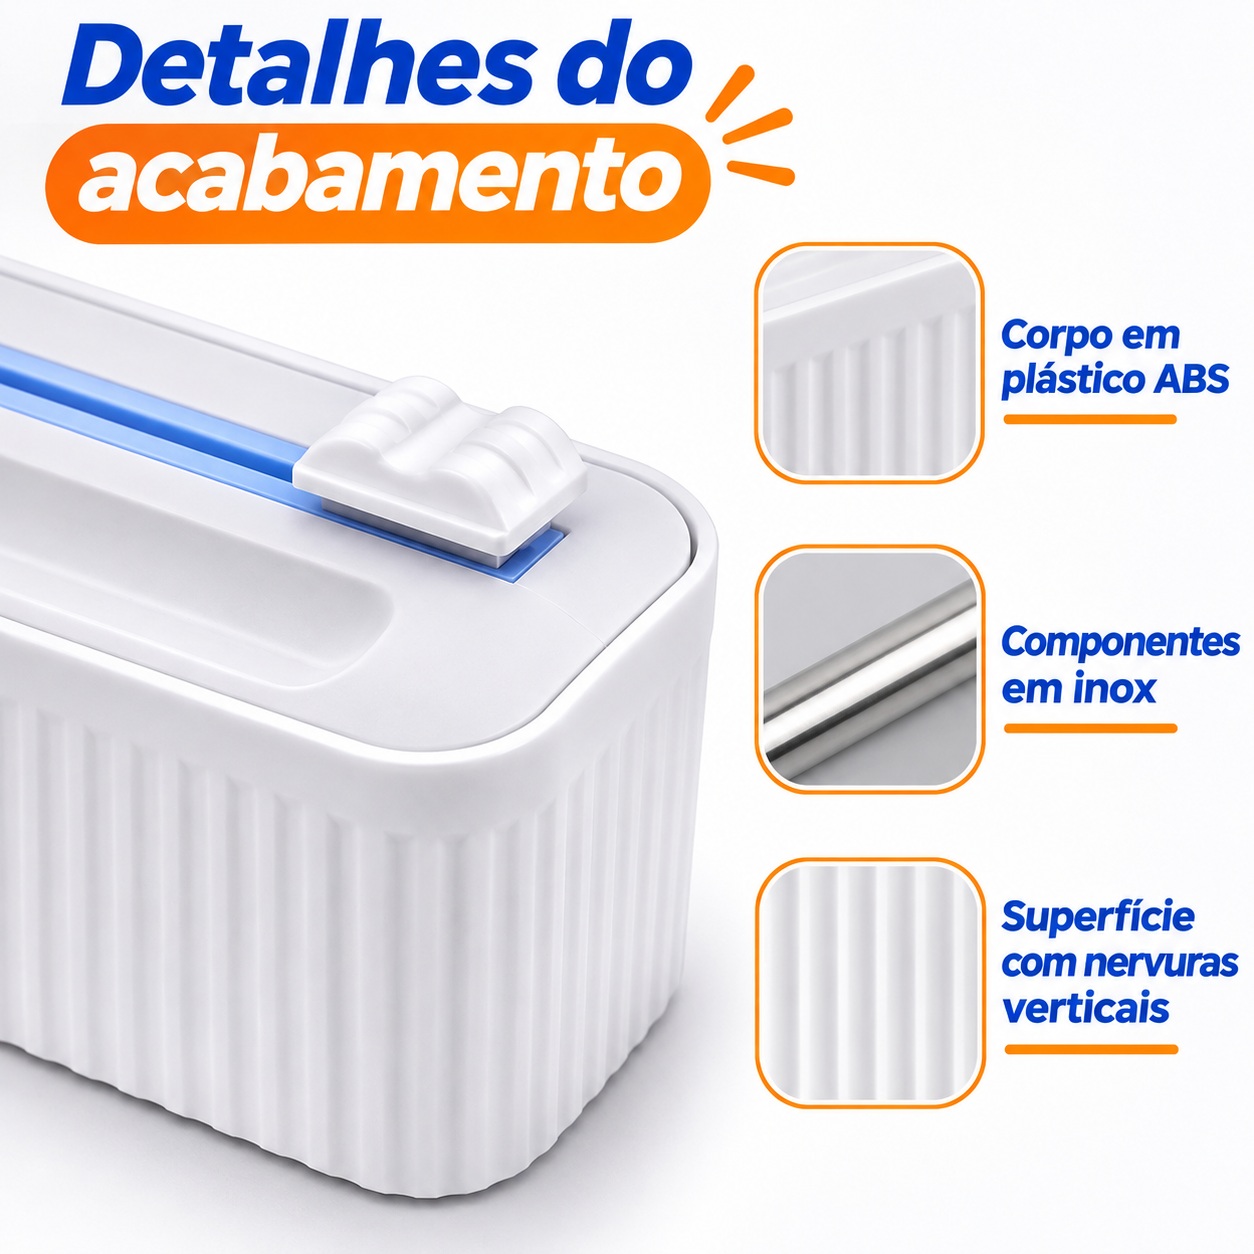 Detalhes do
acabamento
Corpo em
plástico ABS
Componentes
em inox
Superfície
com nervuras
verticais